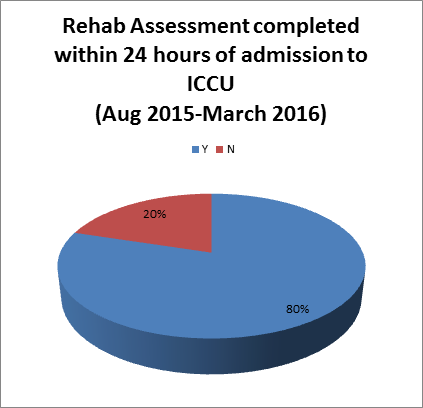 Rehab Assessment completed
within 24 hours of admission to
ICCU
(Aug 2015-March 2016)
Y N
20%
80%